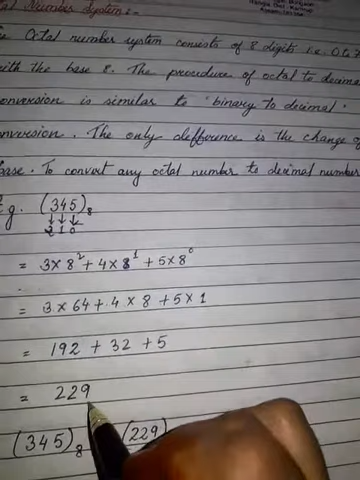 Number System :-
Octal number system consists of 8 digits i.e. 0 to 7
with the base 8. The procedure of octal to decimal
conversion is similar to "binary to decimal"
conversion. The only difference is the change of
base. To convert any octal number to decimal number
Eg. (345)₈
2 1 0
= 3 × 8² + 4 × 8¹ + 5 × 8⁰
= 3 × 64 + 4 × 8 + 5 × 1
= 192 + 32 + 5
= 229
(345)₈ (229)